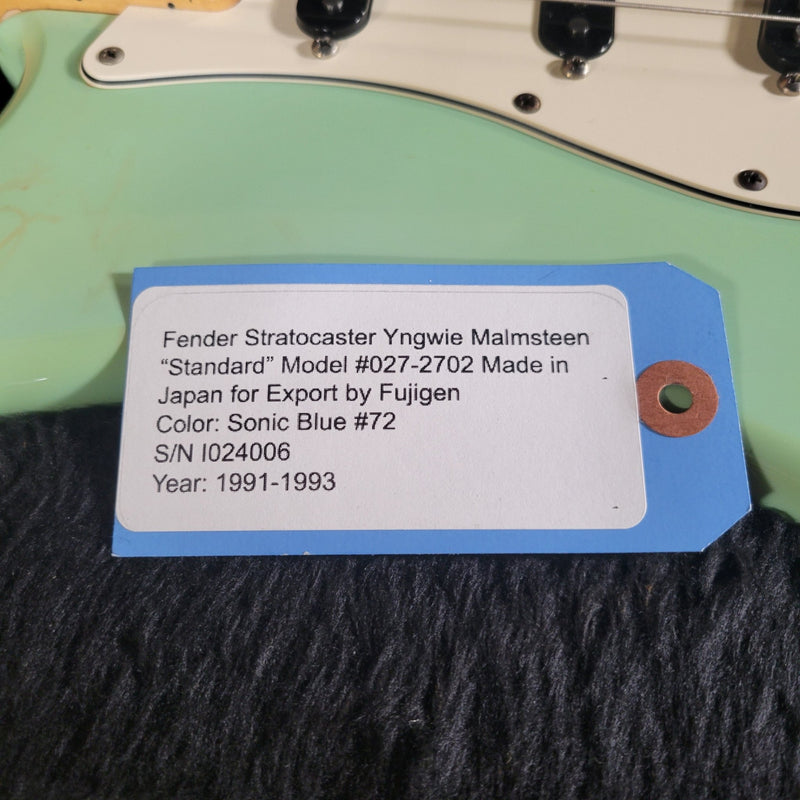 Fender Stratocaster Yngwie Malmsteen
“Standard” Model #027-2702 Made in
Japan for Export by Fujigen
Color: Sonic Blue #72
S/N I024006
Year: 1991-1993